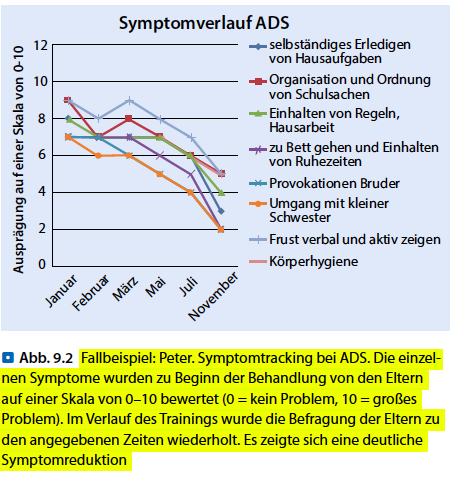 Symptomverlauf ADS
Ausprägung auf einer Skala von 0-10
12
10
8
6
4
2
0
Januar
Februar
März
Mai
Juli
November
selbständiges Erledigen
von Hausaufgaben
Organisation und Ordnung
von Schulsachen
Einhalten von Regeln,
Hausarbeit
zu Bett gehen und Einhalten
von Ruhezeiten
Provokationen Bruder
Umgang mit kleiner
Schwester
Frust verbal und aktiv zeigen
Körperhygiene
Abb. 9.2 Fallbeispiel: Peter. Symptomtracking bei ADS. Die einzel-
nen Symptome wurden zu Beginn der Behandlung von den Eltern
auf einer Skala von 0–10 bewertet (0 = kein Problem, 10 = großes
Problem). Im Verlauf des Trainings wurde die Befragung der Eltern zu
den angegebenen Zeiten wiederholt. Es zeigte sich eine deutliche
Symptomreduktion